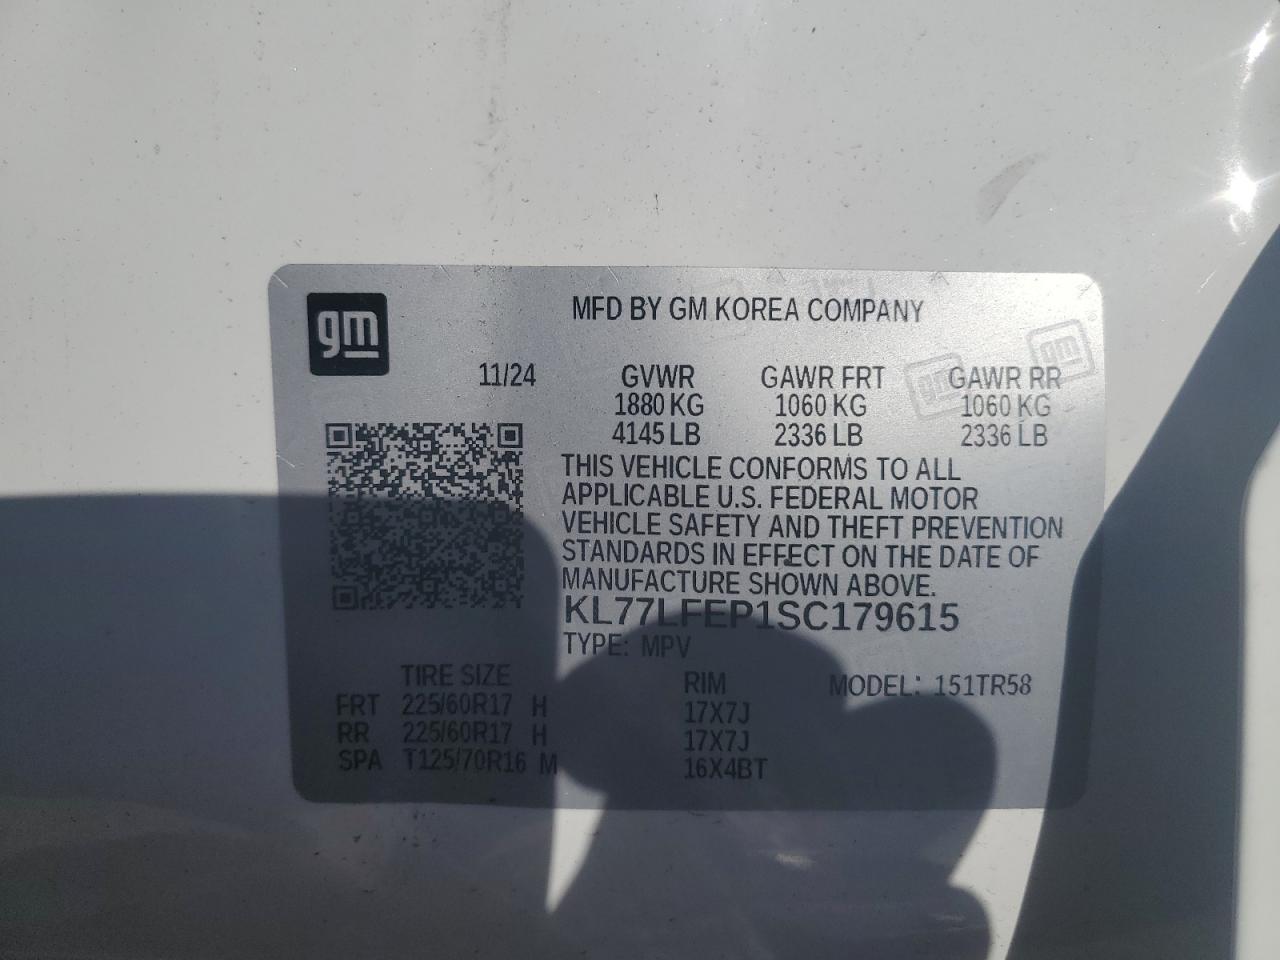 gm
MFD BY GM KOREA COMPANY
11/24 GVWR GAWR FRT GAWR RR
1880 KG 1060 KG 1060 KG
4145 LB 2336 LB 2336 LB
THIS VEHICLE CONFORMS TO ALL
APPLICABLE U.S. FEDERAL MOTOR
VEHICLE SAFETY AND THEFT PREVENTION
STANDARDS IN EFFECT ON THE DATE OF
MANUFACTURE SHOWN ABOVE.
KL77LFEP1SC179615
TYPE: MPV
TIRE SIZE RIM MODEL: 151TR58
FRT 225/60R17 H 17X7J
RR 225/60R17 H 17X7J
SPA T125/70R16 M 16X4BT